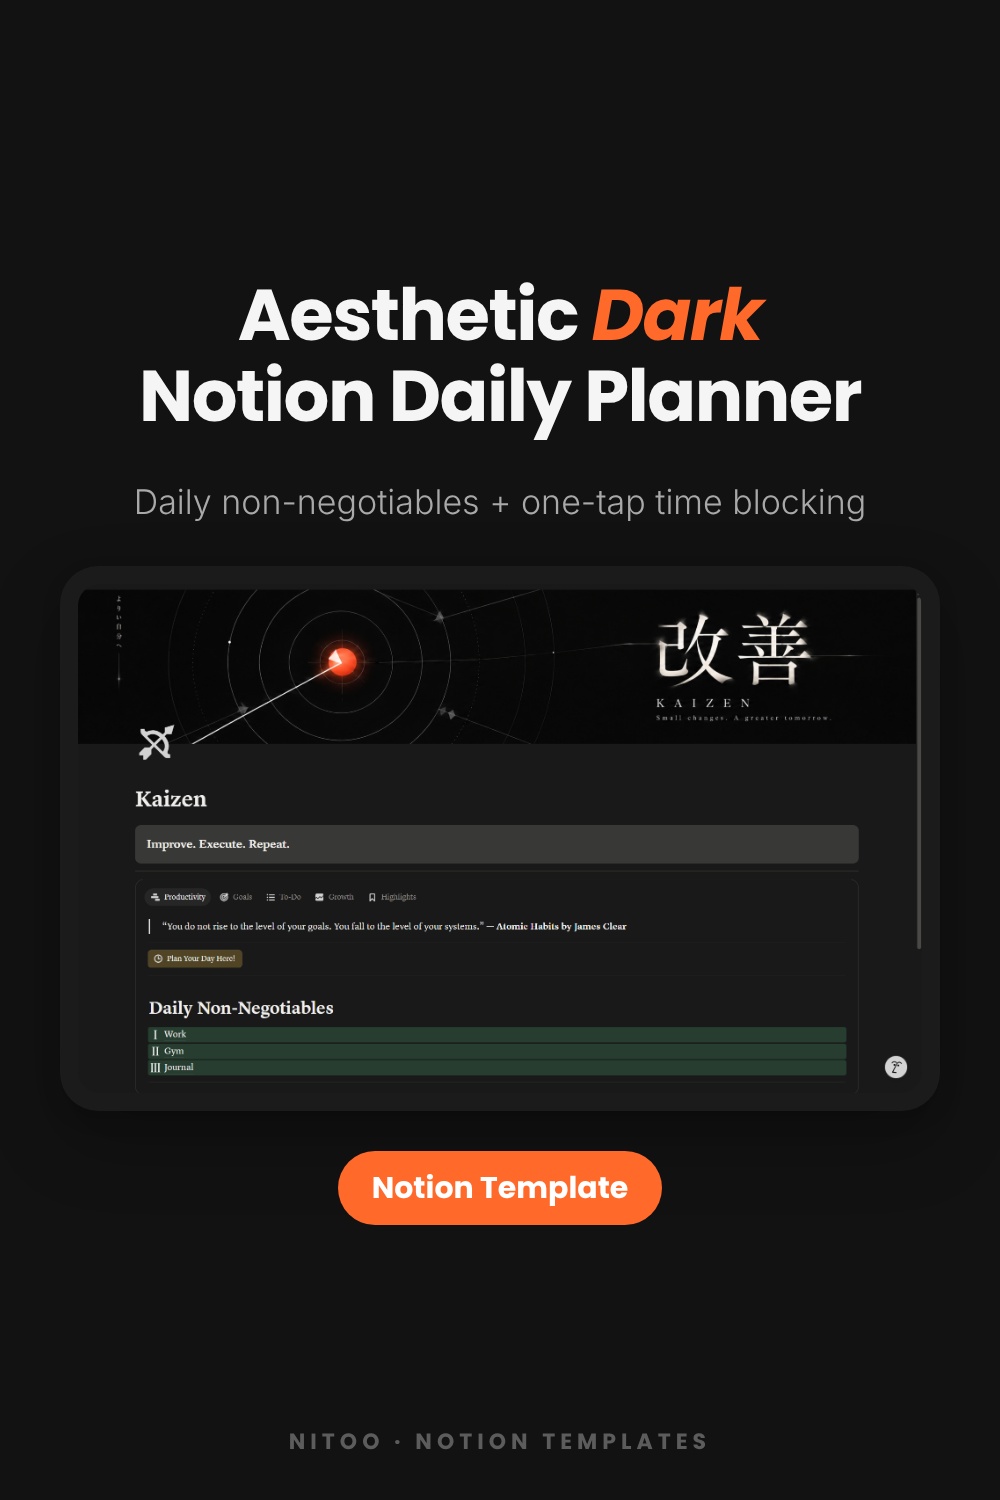 Aesthetic Dark
Notion Daily Planner
Daily non-negotiables + one-tap time blocking
改善
KAIZEN
Small changes. A greater tomorrow.
Kaizen
Improve. Execute. Repeat.
Productivity Goals To-Do Growth Highlights
“You do not rise to the level of your goals. You fall to the level of your systems.” — Atomic Habits by James Clear
Plan Your Day Here!
Daily Non-Negotiables
I Work
II Gym
III Journal
Notion Template
NITOO · NOTION TEMPLATES